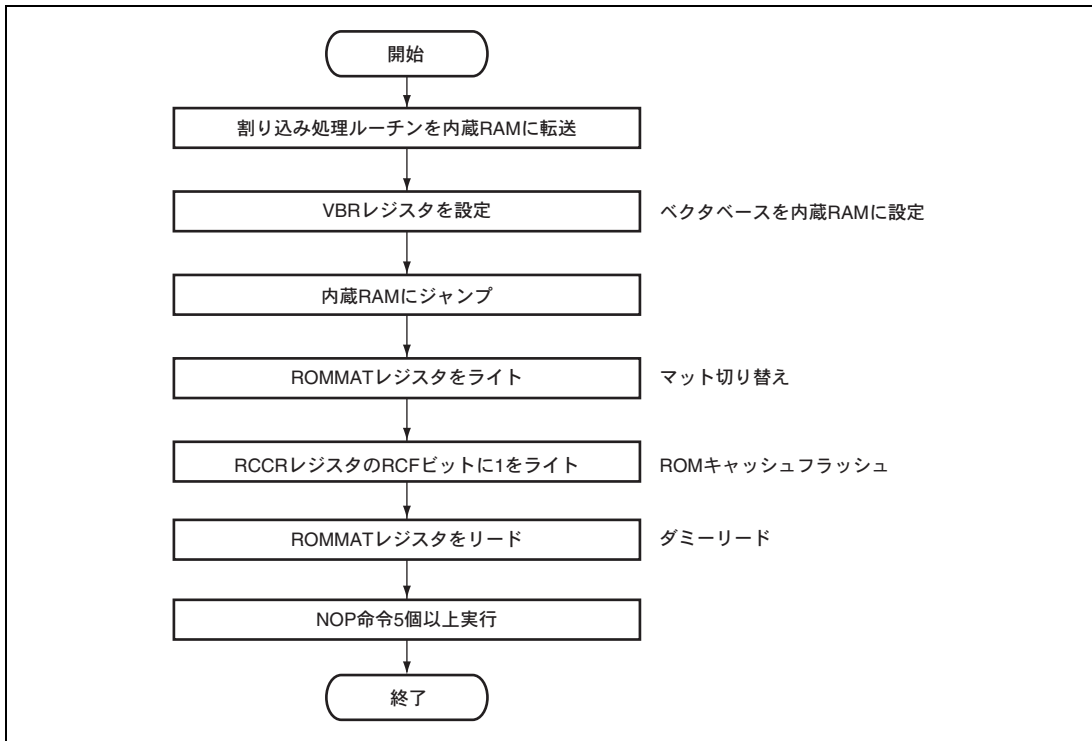 開始
割り込み処理ルーチンを内蔵RAMに転送
VBRレジスタを設定
ベクタベースを内蔵RAMに設定
内蔵RAMにジャンプ
ROMMATレジスタをライト
マット切り替え
RCCRレジスタのRCFビットに1をライト
ROMキャッシュフラッシュ
ROMMATレジスタをリード
ダミーリード
NOP命令5個以上実行
終了